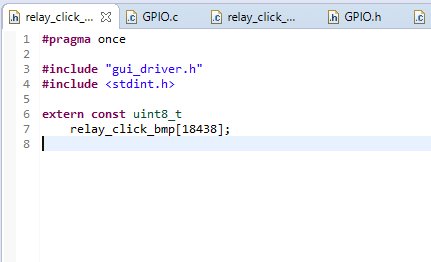 relay_click_... GPIO.c relay_click_... GPIO.h
1 #pragma once
2
3 #include "gui_driver.h"
4 #include <stdint.h>
5
6 extern const uint8_t
7     relay_click_bmp[18438];
8